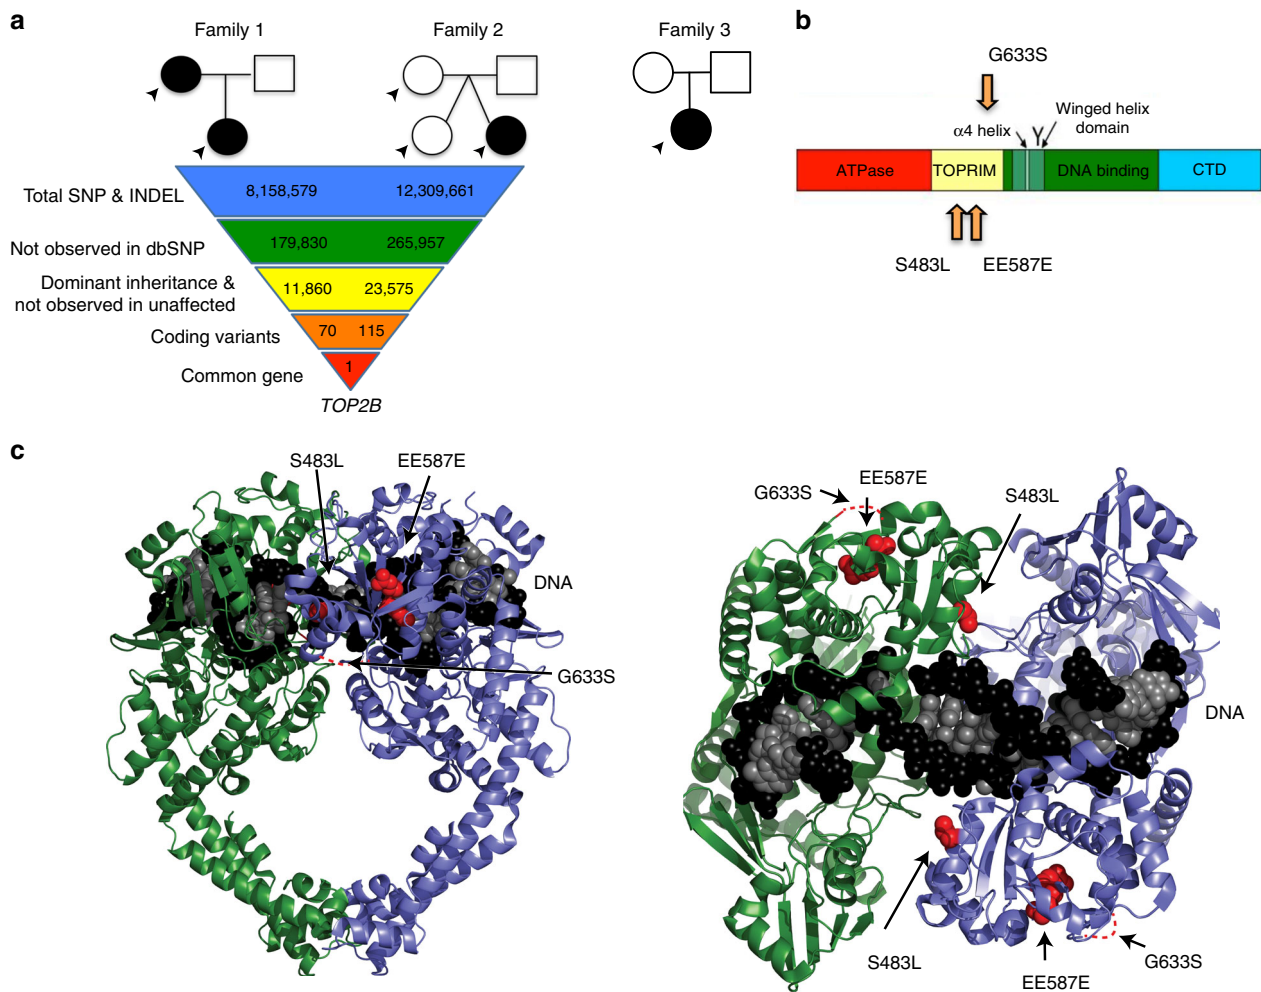 a
Family 1
Family 2
Family 3
Total SNP & INDEL
8,158,579
12,309,661
Not observed in dbSNP
179,830
265,957
Dominant inheritance &
not observed in unaffected
11,860
23,575
Coding variants
70
115
Common gene
1
TOP2B
b
G633S
α4 helix
Y
Winged helix
domain
ATPase
TOPRIM
DNA binding
CTD
S483L
EE587E
c
S483L
EE587E
DNA
G633S
G633S
EE587E
S483L
DNA
S483L
EE587E
G633S